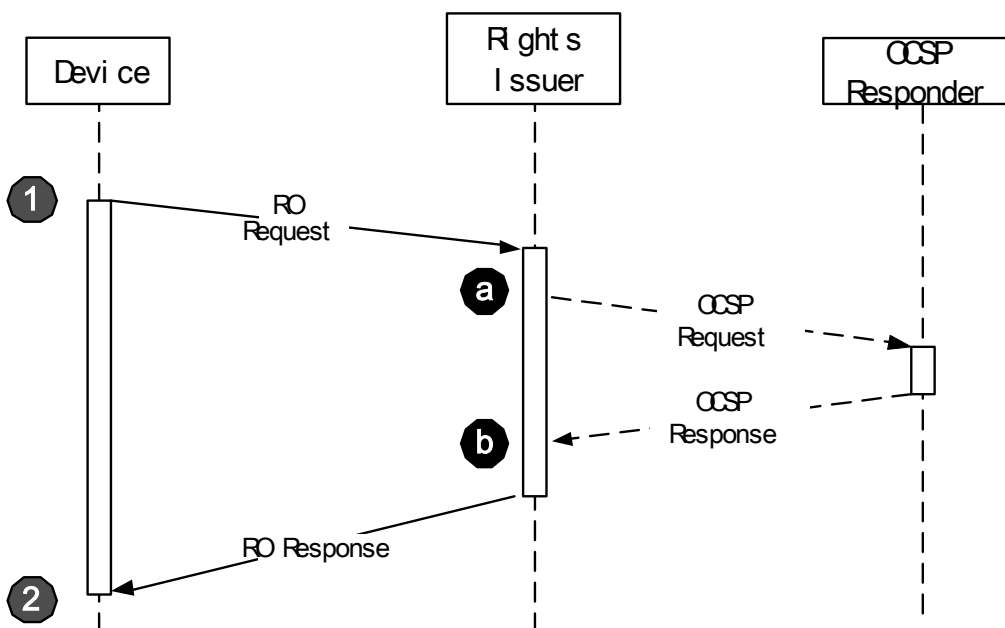 Device
Rights
Issuer
OCSP
Responder
1
RO
Request
a
OCSP
Request
OCSP
Response
b
RO Response
2